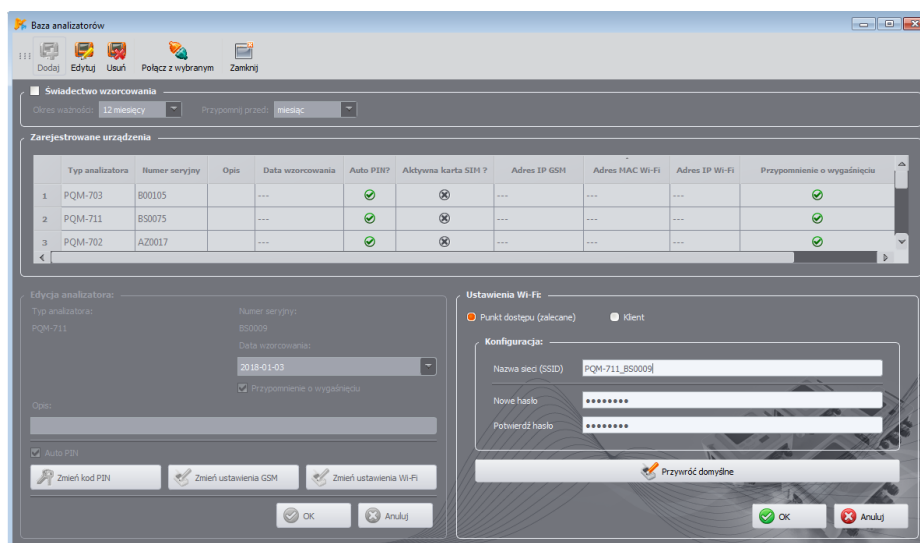 Baza analizatorów
Dodaj Edytuj Usuń Połącz z wybranym Zamknij
Świadectwo wzorcowania
Okres ważności: 12 miesięcy Przypomnij przed: miesiąc
Zarejestrowane urządzenia
Typ analizatora Numer seryjny Opis Data wzorcowania Auto PIN? Aktywna karta SIM ? Adres IP GSM Adres MAC Wi-Fi Adres IP Wi-Fi Przypomnienie o wygaśnięciu
1 PQM-703 B00105 --- --- --- ---
2 PQM-711 BS0075 --- --- --- ---
3 PQM-702 AZ0017 --- --- --- ---
Edycja analizatora:
Typ analizatora: Numer seryjny:
PQM-711 BS0009
Data wzorcowania:
2018-01-03
Przypomnienie o wygaśnięciu
Opis:
Auto PIN
Zmień kod PIN Zmień ustawienia GSM Zmień ustawienia Wi-Fi
OK Anuluj
Ustawienia Wi-Fi:
Punkt dostępu (zalecane) Klient
Konfiguracja:
Nazwa sieci (SSID) PQM-711_BS0009
Nowe hasło ••••••••
Potwierdź hasło ••••••••
Przywróć domyślne
OK Anuluj